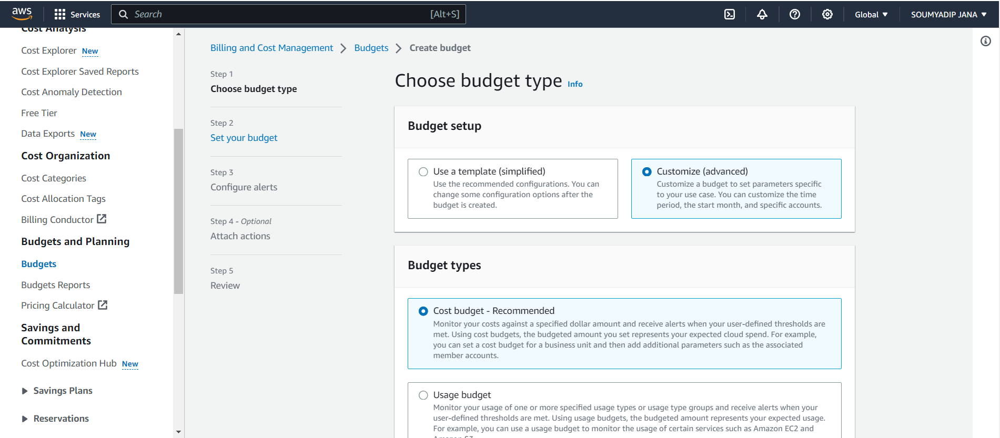 aws
Services
Search
[Alt+S]
Global
SOUMYADIP JANA
Cost Analysis
Cost Explorer New
Cost Explorer Saved Reports
Cost Anomaly Detection
Free Tier
Data Exports New
Cost Organization
Cost Categories
Cost Allocation Tags
Billing Conductor
Budgets and Planning
Budgets
Budgets Reports
Pricing Calculator
Savings and
Commitments
Cost Optimization Hub New
Savings Plans
Reservations
Billing and Cost Management
Budgets
Create budget
Step 1
Choose budget type
Step 2
Set your budget
Step 3
Configure alerts
Step 4 - Optional
Attach actions
Step 5
Review
Choose budget type Info
Budget setup
Use a template (simplified)
Use the recommended configurations. You can
change some configuration options after the
budget is created.
Customize (advanced)
Customize a budget to set parameters specific
to your use case. You can customize the time
period, the start month, and specific accounts.
Budget types
Cost budget - Recommended
Monitor your costs against a specified dollar amount and receive alerts when your user-defined thresholds are
met. Using cost budgets, the budgeted amount you set represents your expected cloud spend. For example,
you can set a cost budget for a business unit and then add additional parameters such as the associated
member accounts.
Usage budget
Monitor your usage of one or more specified usage types or usage type groups and receive alerts when your
user-defined thresholds are met. Using usage budgets, the budgeted amount represents your expected usage.
For example, you can use a usage budget to monitor the usage of certain services such as Amazon EC2 and
Amazon S3.